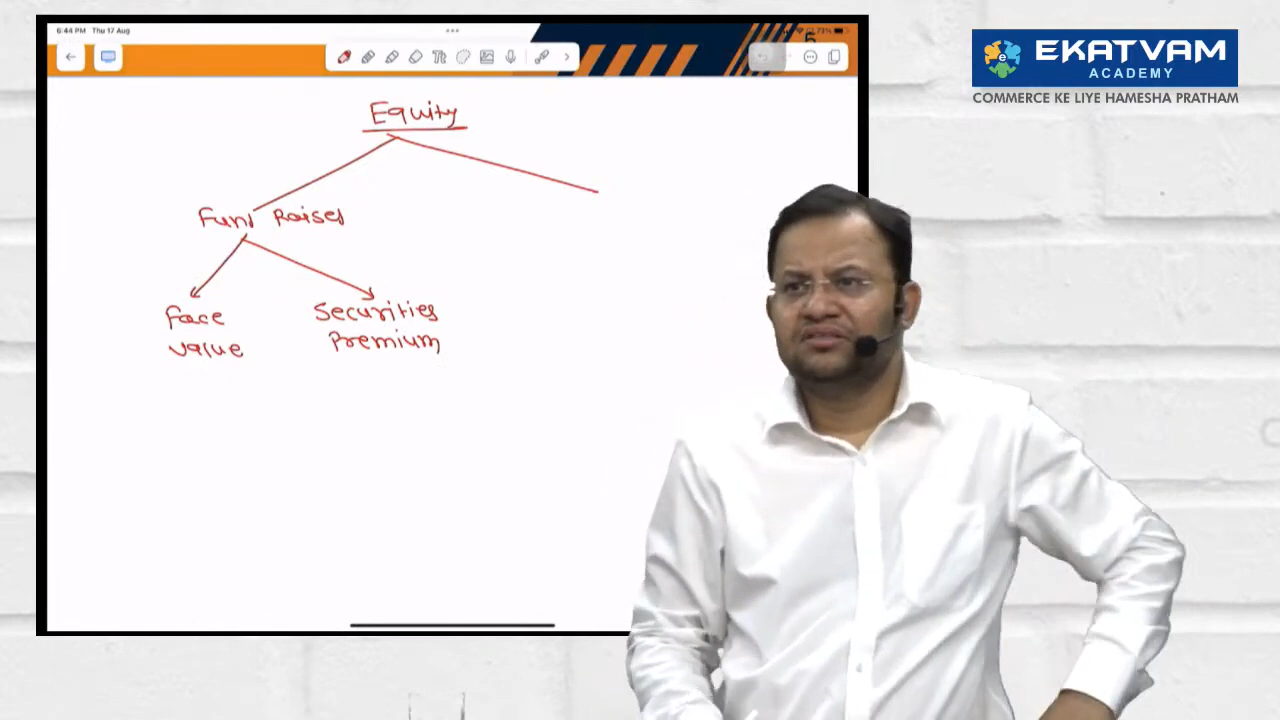 6:44 PM Thu 17 Aug
73%
EKATVAM
ACADEMY
COMMERCE KE LIYE HAMESHA PRATHAM
Equity
Fund Raised
Face
Value
Securities
Premium